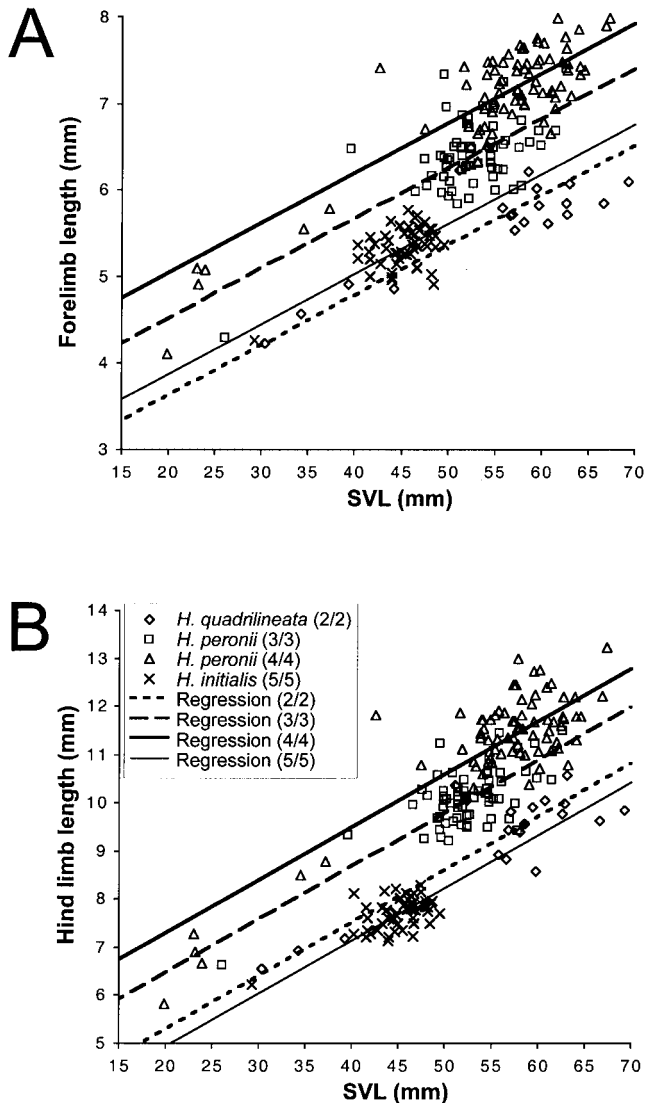 A
8
7
6
5
4
3
Forelimb length (mm)
15 20 25 30 35 40 45 50 55 60 65 70
SVL (mm)
B
14
13
12
11
10
9
8
7
6
5
Hind limb length (mm)
H. quadrilineata (2/2)
H. peronii (3/3)
H. peronii (4/4)
H. initialis (5/5)
Regression (2/2)
Regression (3/3)
Regression (4/4)
Regression (5/5)
15 20 25 30 35 40 45 50 55 60 65 70
SVL (mm)